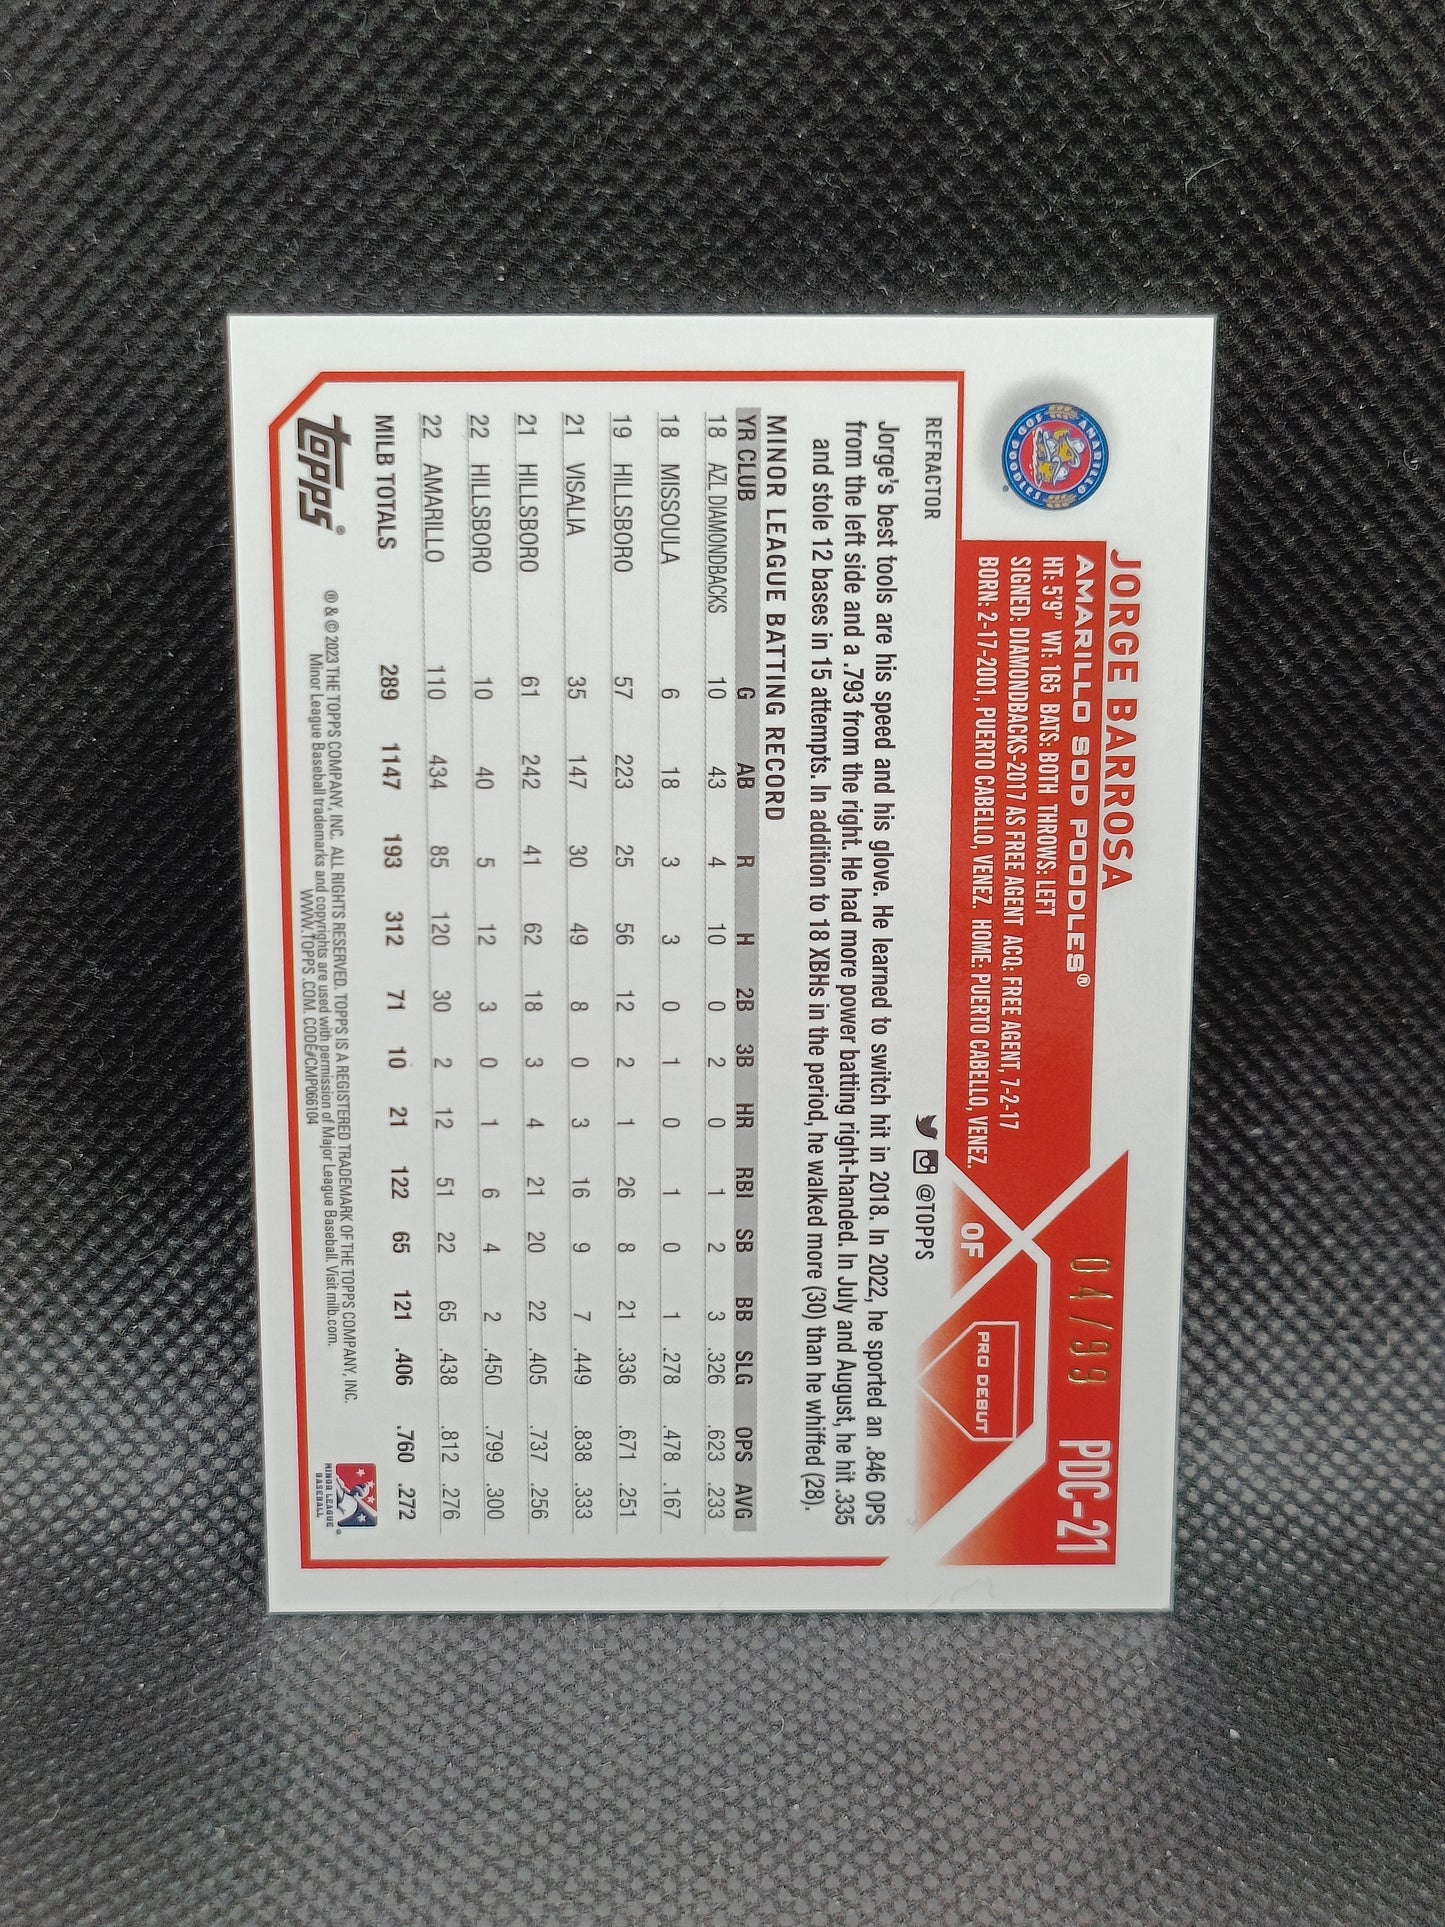 AMARILLO
SOD POODLES
®
JORGE BARROSA
AMARILLO SOD POODLES®
HT: 5'9" WT: 165 BATS: BOTH THROWS: LEFT
SIGNED: DIAMONDBACKS-2017 AS FREE AGENT ACQ: FREE AGENT, 7-2-17
BORN: 2-17-2001, PUERTO CABELLO, VENEZ. HOME: PUERTO CABELLO, VENEZ.
OF
04/99
PDC-21
PRO DEBUT
REFRACTOR
@TOPPS
Jorge's best tools are his speed and his glove. He learned to switch hit in 2018. In 2022, he sported an .846 OPS
from the left side and a .793 from the right. He had more power batting right-handed. In July and August, he hit .335
and stole 12 bases in 15 attempts. In addition to 18 XBHs in the period, he walked more (30) than he whiffed (28).
MINOR LEAGUE BATTING RECORD
YR CLUB G AB R H 2B 3B HR RBI SB BB SLG OPS AVG
18 AZL DIAMONDBACKS 10 43 4 10 0 2 0 1 2 3 .326 .623 .233
18 MISSOULA 6 18 3 3 0 1 0 1 0 1 .278 .478 .167
19 HILLSBORO 57 223 25 56 12 2 1 26 8 21 .336 .671 .251
21 VISALIA 35 147 30 49 8 0 3 16 9 7 .449 .838 .333
21 HILLSBORO 61 242 41 62 18 3 4 21 20 22 .405 .737 .256
22 HILLSBORO 10 40 5 12 3 0 1 6 4 2 .450 .799 .300
22 AMARILLO 110 434 85 120 30 2 12 51 22 65 .438 .812 .276
MILB TOTALS 289 1147 193 312 71 10 21 122 65 121 .406 .760 .272
topps®
® & © 2023 THE TOPPS COMPANY, INC. ALL RIGHTS RESERVED. TOPPS IS A REGISTERED TRADEMARK OF THE TOPPS COMPANY, INC.
Minor League Baseball trademarks and copyrights are used with permission of Major League Baseball. Visit milb.com.
WWW.TOPPS.COM. CODE#CMP066104
MINOR LEAGUE
BASEBALL®